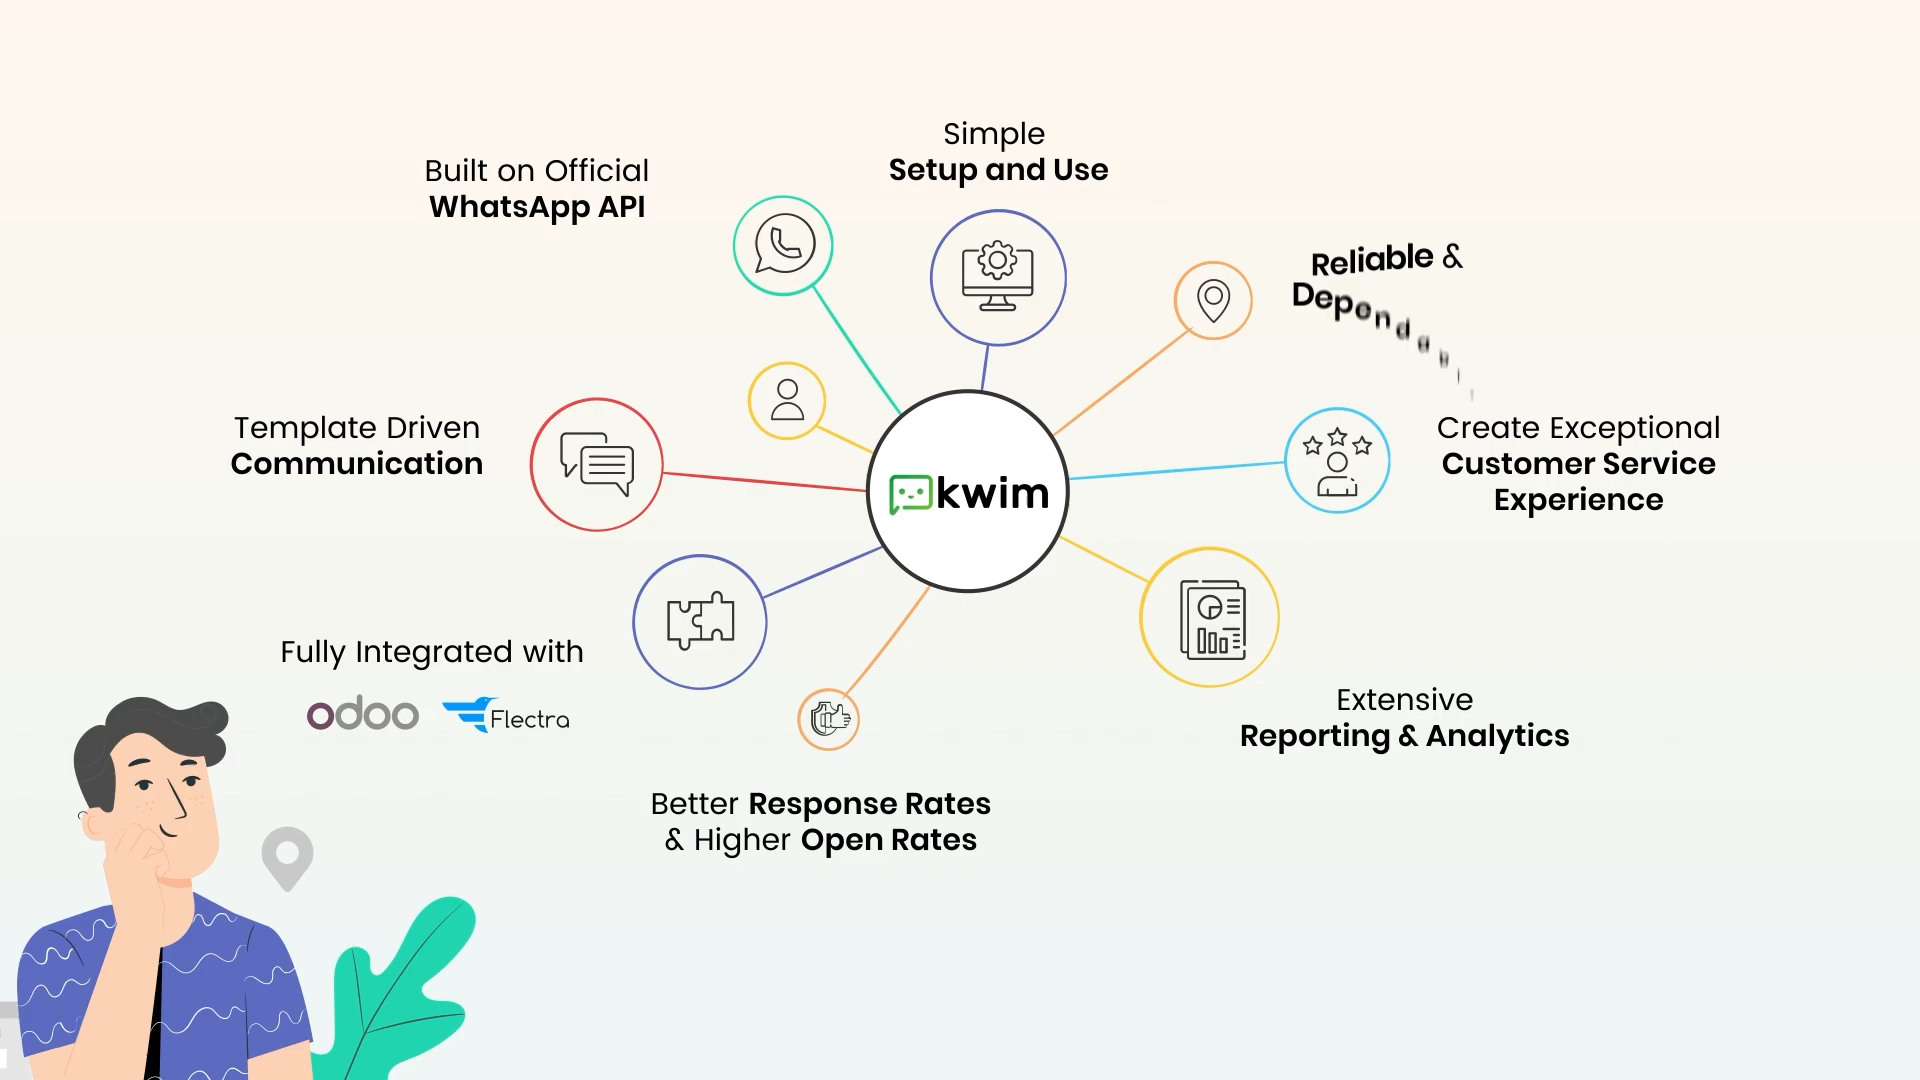 Simple
Setup and Use
Built on Official
WhatsApp API
Reliable &
Template Driven
Communication
kwim
Create Exceptional
Customer Service
Experience
Fully Integrated with
odoo Flectra
Extensive
Reporting & Analytics
Better Response Rates
& Higher Open Rates